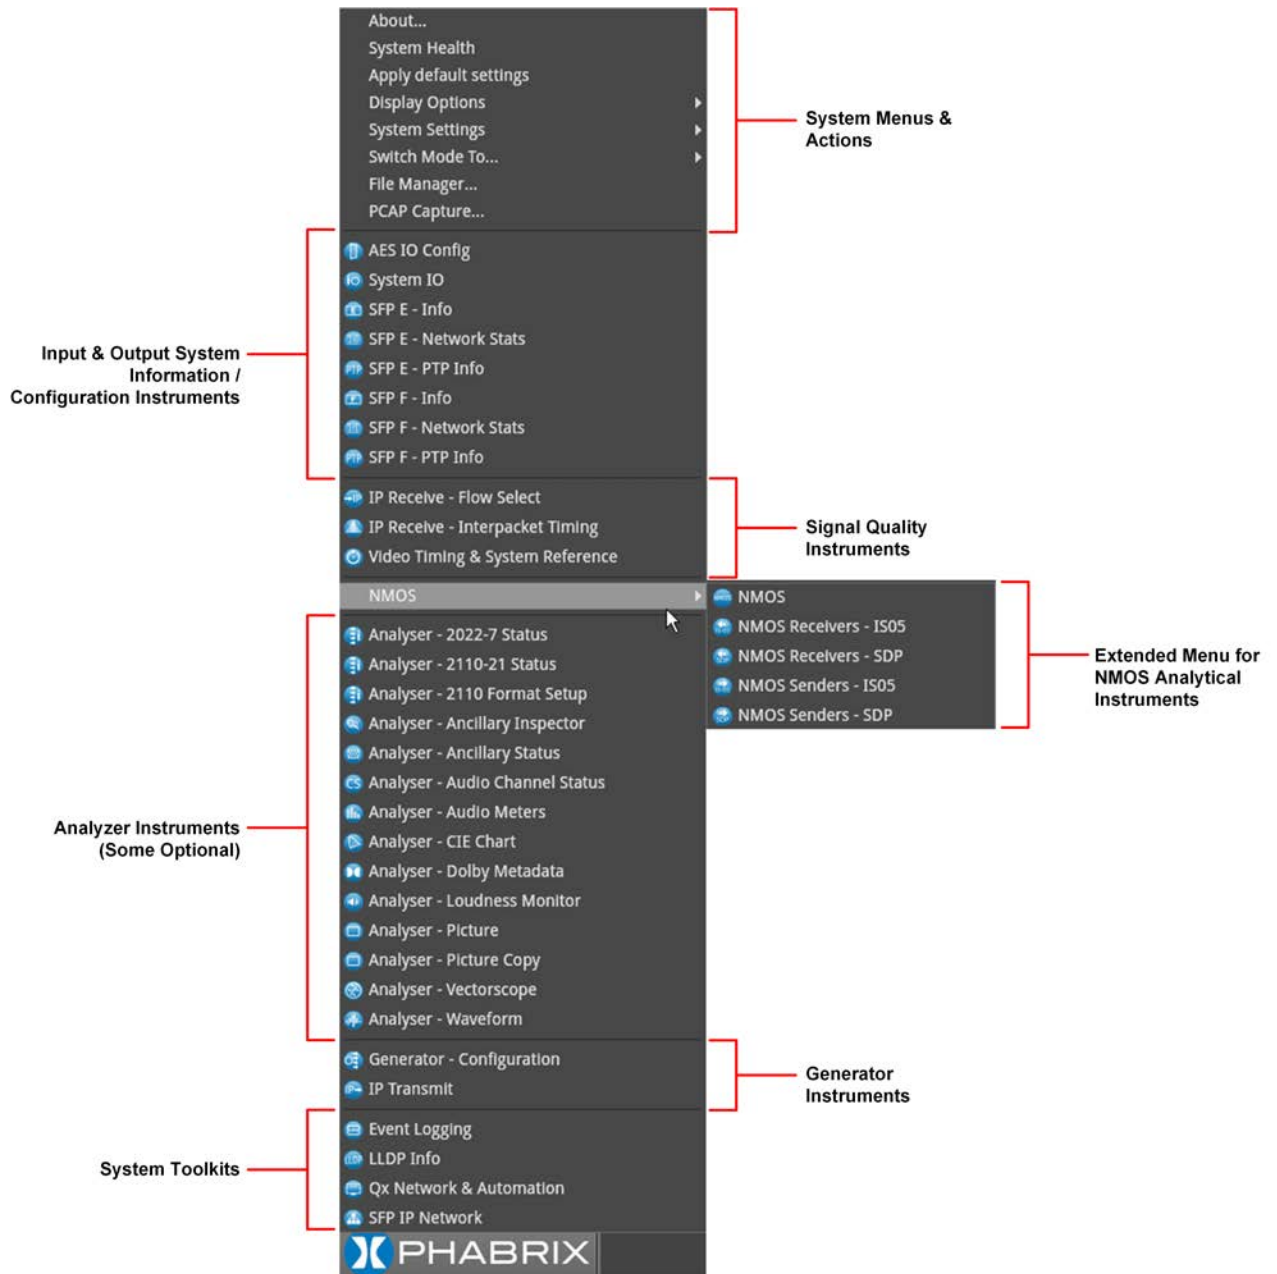 About...
System Health
Apply default settings
Display Options
System Settings
Switch Mode To...
File Manager...
PCAP Capture...
System Menus &
Actions
AES IO Config
System IO
SFP E - Info
SFP E - Network Stats
SFP E - PTP Info
SFP F - Info
SFP F - Network Stats
SFP F - PTP Info
Input & Output System
Information /
Configuration Instruments
IP Receive - Flow Select
IP Receive - Interpacket Timing
Video Timing & System Reference
Signal Quality
Instruments
NMOS
NMOS
NMOS Receivers - IS05
NMOS Receivers - SDP
NMOS Senders - IS05
NMOS Senders - SDP
Extended Menu for
NMOS Analytical
Instruments
Analyser - 2022-7 Status
Analyser - 2110-21 Status
Analyser - 2110 Format Setup
Analyser - Ancillary Inspector
Analyser - Ancillary Status
CS Analyser - Audio Channel Status
Analyser - Audio Meters
Analyser - CIE Chart
Analyser - Dolby Metadata
Analyser - Loudness Monitor
Analyser - Picture
Analyser - Picture Copy
Analyser - Vectorscope
Analyser - Waveform
Analyzer Instruments
(Some Optional)
Generator - Configuration
IP Transmit
Generator
Instruments
Event Logging
LLDP Info
Qx Network & Automation
SFP IP Network
System Toolkits
PHABRIX